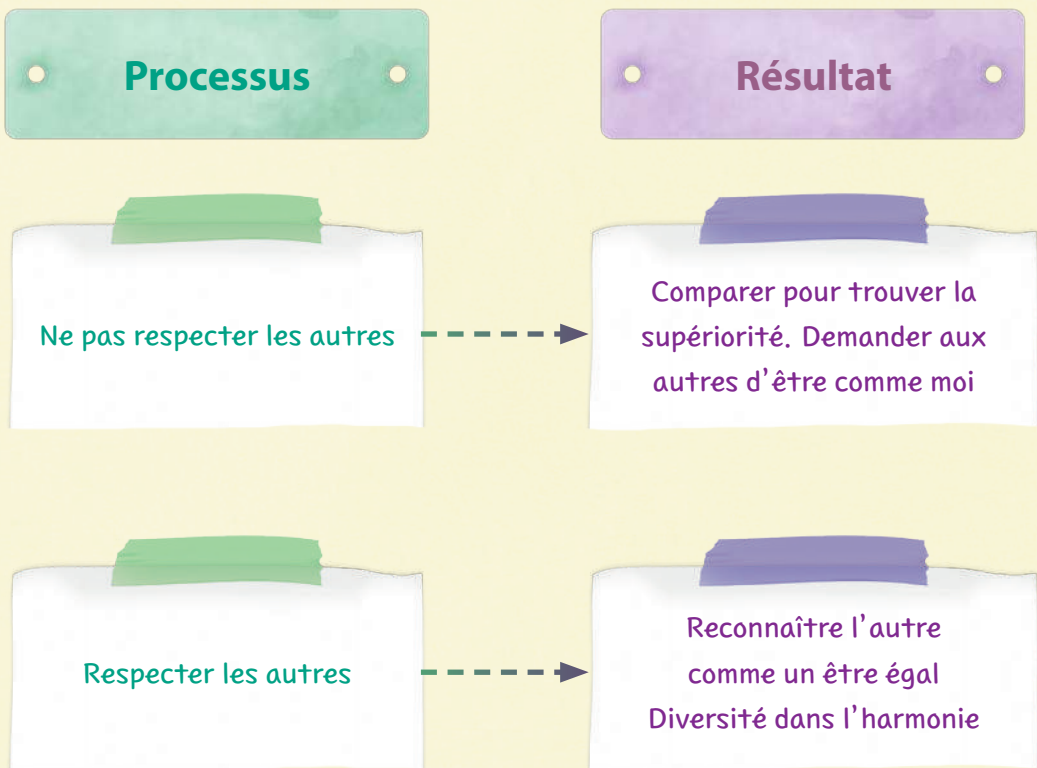 Processus
Résultat
Ne pas respecter les autres
Comparer pour trouver la
supériorité. Demander aux
autres d'être comme moi
Respecter les autres
Reconnaître l'autre
comme un être égal
Diversité dans l'harmonie